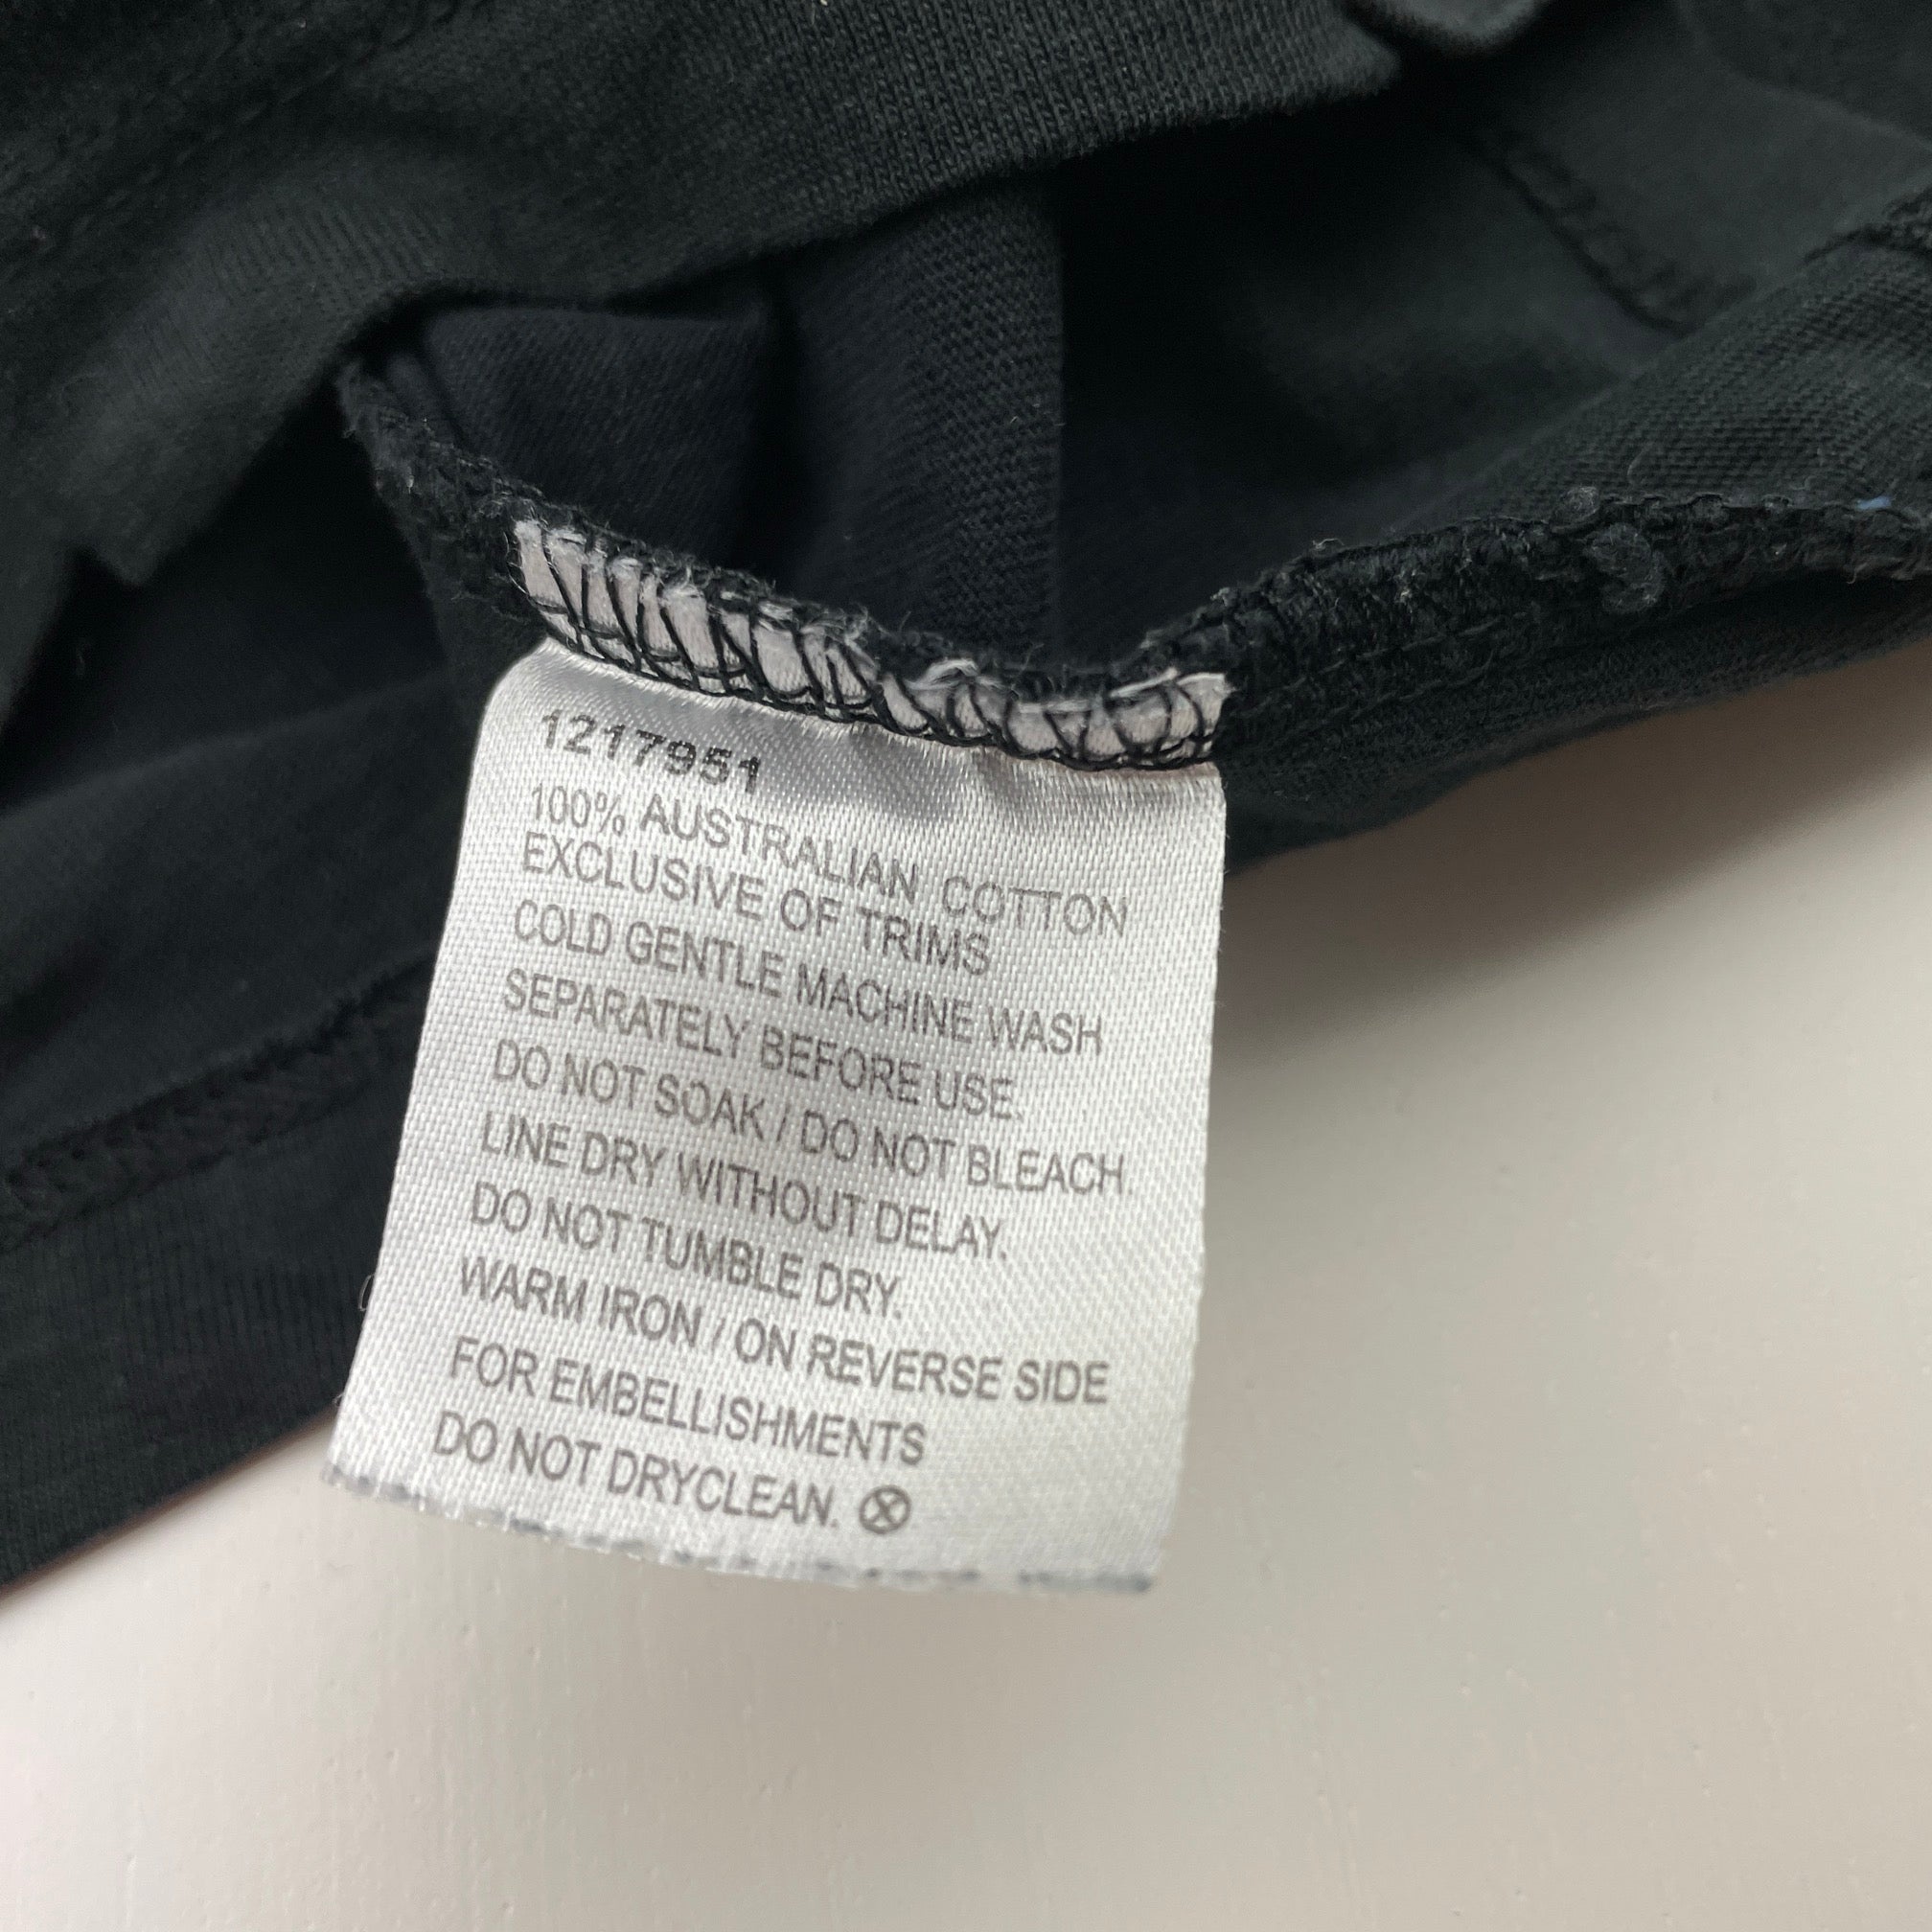 1217951
100% AUSTRALIAN COTTON
EXCLUSIVE OF TRIMS
COLD GENTLE MACHINE WASH
SEPARATELY BEFORE USE.
DO NOT SOAK / DO NOT BLEACH.
LINE DRY WITHOUT DELAY.
DO NOT TUMBLE DRY.
WARM IRON / ON REVERSE SIDE
FOR EMBELLISHMENTS
DO NOT DRYCLEAN.